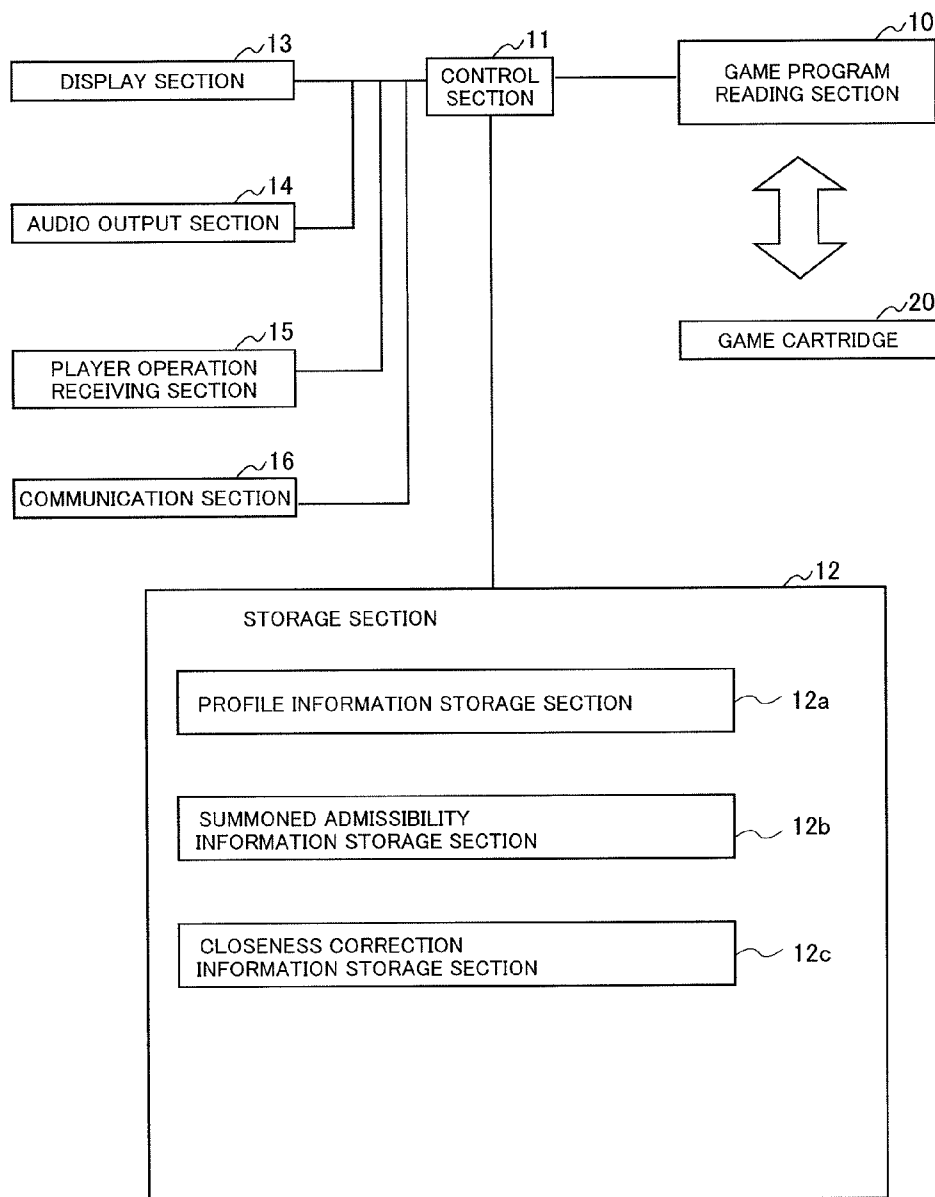 13
DISPLAY SECTION
11
CONTROL
SECTION
10
GAME PROGRAM
READING SECTION
14
AUDIO OUTPUT SECTION
20
GAME CARTRIDGE
15
PLAYER OPERATION
RECEIVING SECTION
16
COMMUNICATION SECTION
12
STORAGE SECTION
PROFILE INFORMATION STORAGE SECTION
12a
SUMMONED ADMISSIBILITY
INFORMATION STORAGE SECTION
12b
CLOSENESS CORRECTION
INFORMATION STORAGE SECTION
12c